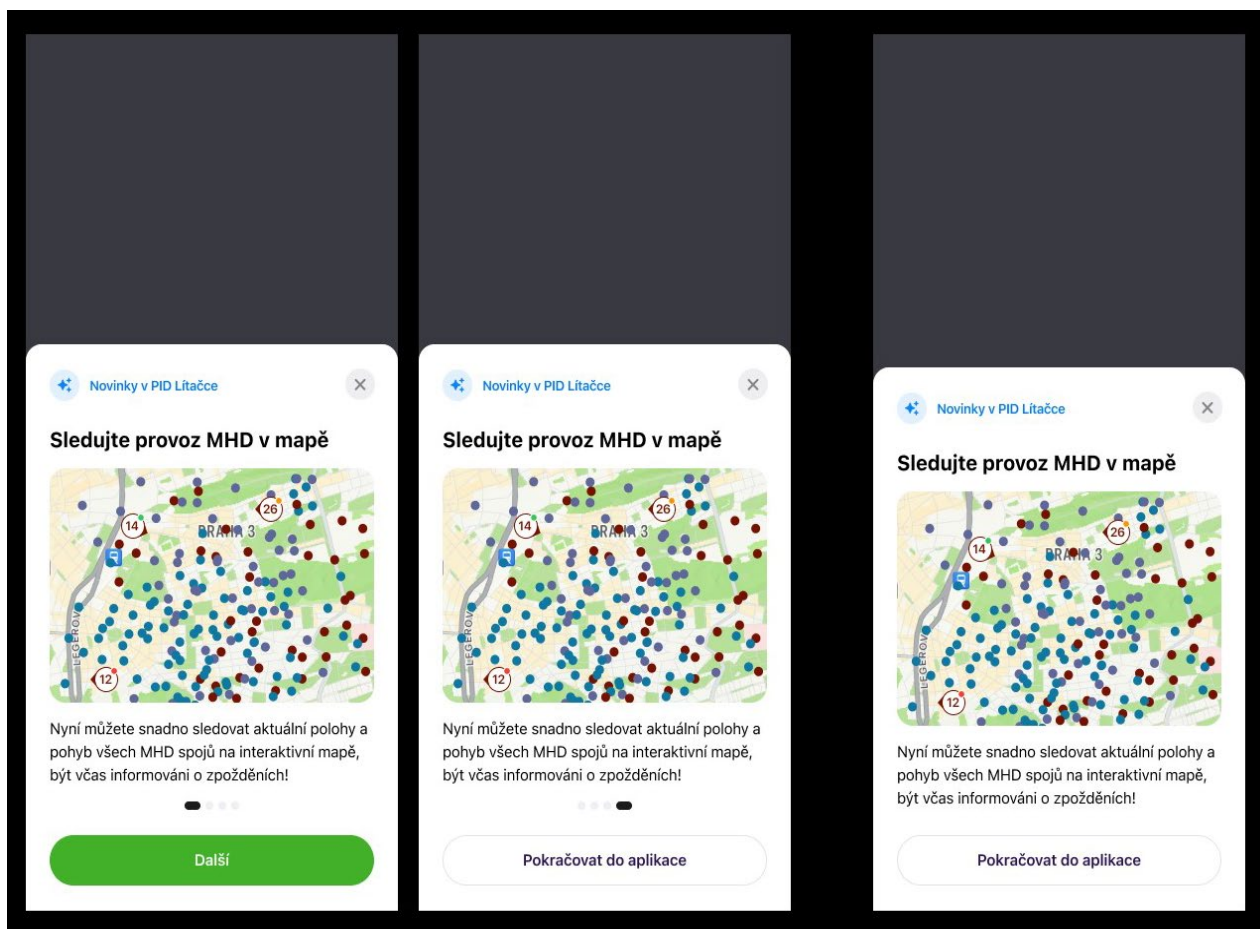 Novinky v PID Lítačce
Sledujte provoz MHD v mapě
26
14
PRAHA 3
LEGEROV
12
Nyní můžete snadno sledovat aktuální polohy a
pohyb všech MHD spojů na interaktivní mapě,
být včas informováni o zpožděních!
Další
Novinky v PID Lítačce
Sledujte provoz MHD v mapě
26
14
PRAHA 3
LEGEROV
12
Nyní můžete snadno sledovat aktuální polohy a
pohyb všech MHD spojů na interaktivní mapě,
být včas informováni o zpožděních!
Pokračovat do aplikace
Novinky v PID Lítačce
Sledujte provoz MHD v mapě
26
14
PRAHA 3
LEGEROV
12
Nyní můžete snadno sledovat aktuální polohy a
pohyb všech MHD spojů na interaktivní mapě,
být včas informováni o zpožděních!
Pokračovat do aplikace